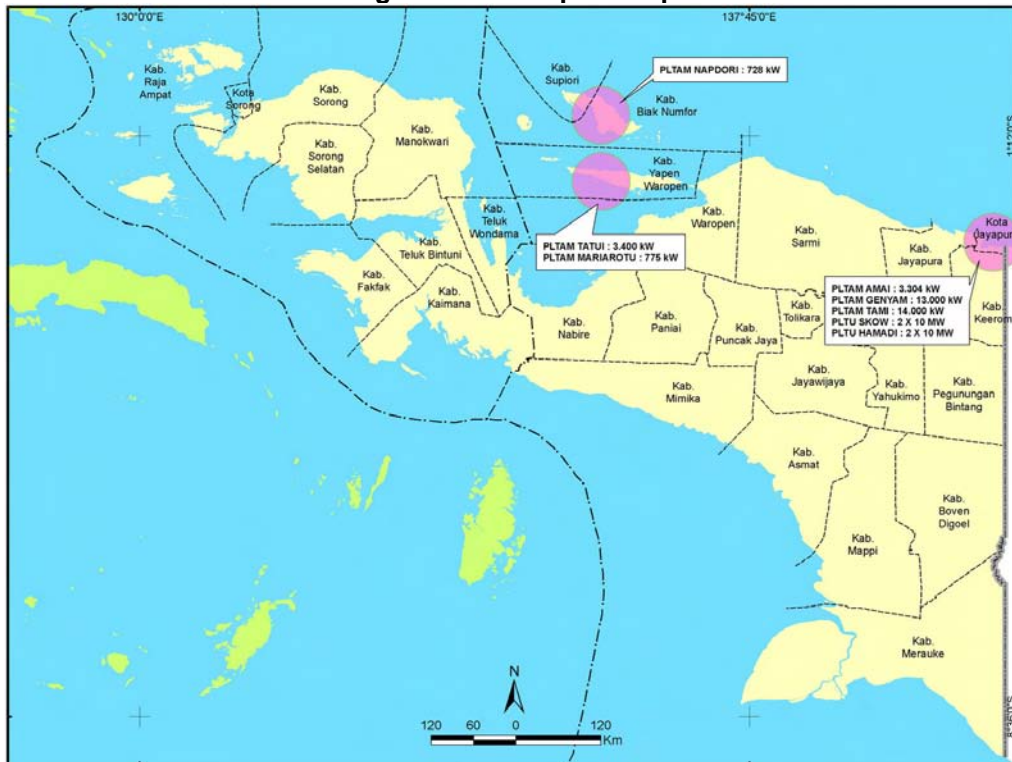 130°0'0"E
137°45'0"E
Kab.
Raja
Ampat
Kota
Sorong
Kab.
Sorong
Kab.
Sorong
Selatan
Kab.
Manokwari
Kab.
Supiori
PLTAM NAPDORI : 728 kW
Kab.
Biak Numfor
Kab.
Yapen
Waropen
Kab.
Teluk
Wondama
Kab.
Teluk Bintuni
Kab.
Fakfak
Kab.
Kaimana
PLTAM TATUI : 3.400 kW
PLTAM MARIAROTU : 775 kW
Kab.
Waropen
Kab.
Sarmi
Kab.
Jayapura
Kota
Jayapura
PLTAM AMAI : 3.304 kW
PLTAM GENYAM : 13.000 kW
PLTAM TAMI : 14.000 kW
PLTU SKOW : 2 X 10 MW
PLTU HAMADI : 2 X 10 MW
Kab.
Keerom
Kab.
Nabire
Kab.
Paniai
Kab.
Puncak Jaya
Kab.
Tolikara
Kab.
Mimika
Kab.
Jayawijaya
Kab.
Yahukimo
Kab.
Pegunungan
Bintang
Kab.
Asmat
Kab.
Boven
Digoel
Kab.
Mappi
Kab.
Merauke
N
120 60 0 120
Km